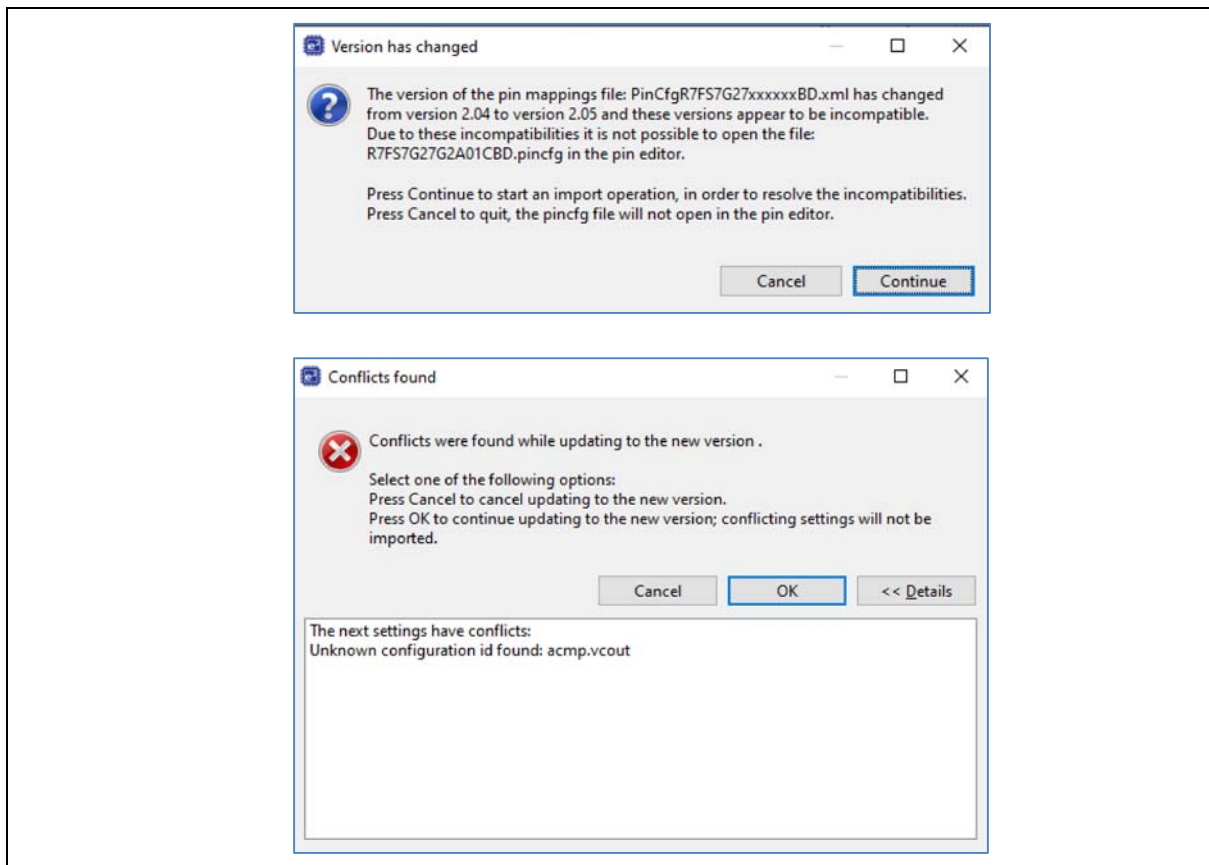 Version has changed
The version of the pin mappings file: PinCfgR7FS7G27xxxxxxBD.xml has changed
from version 2.04 to version 2.05 and these versions appear to be incompatible.
Due to these incompatibilities it is not possible to open the file:
R7FS7G27G2A01CBD.pincfg in the pin editor.
Press Continue to start an import operation, in order to resolve the incompatibilities.
Press Cancel to quit, the pincfg file will not open in the pin editor.
Cancel Continue
Conflicts found
Conflicts were found while updating to the new version .
Select one of the following options:
Press Cancel to cancel updating to the new version.
Press OK to continue updating to the new version; conflicting settings will not be
imported.
Cancel OK << Details
The next settings have conflicts:
Unknown configuration id found: acmp.vcout